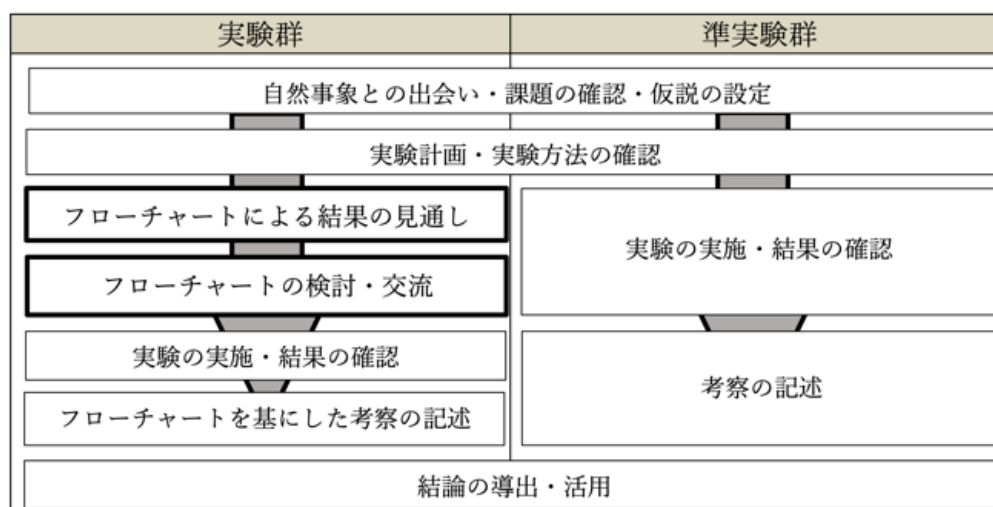 実験群
準実験群
自然事象との出会い・課題の確認・仮説の設定
実験計画・実験方法の確認
フローチャートによる結果の見通し
フローチャートの検討・交流
実験の実施・結果の確認
フローチャートを基にした考察の記述
実験の実施・結果の確認
考察の記述
結論の導出・活用